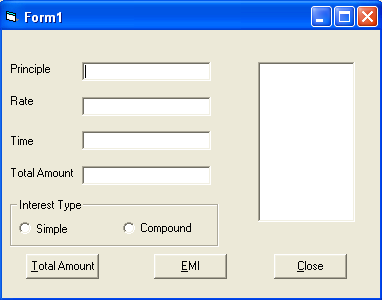 Form1
Principle
Rate
Time
Total Amount
Interest Type
Simple Compound
Total Amount EMI Close